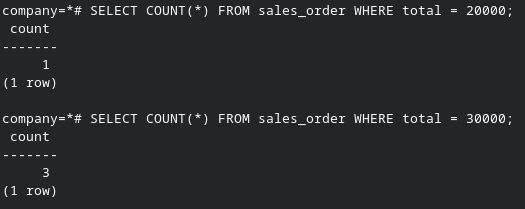 company=*# SELECT COUNT(*) FROM sales_order WHERE total = 20000;
 count
-------
     1
(1 row)

company=*# SELECT COUNT(*) FROM sales_order WHERE total = 30000;
 count
-------
     3
(1 row)